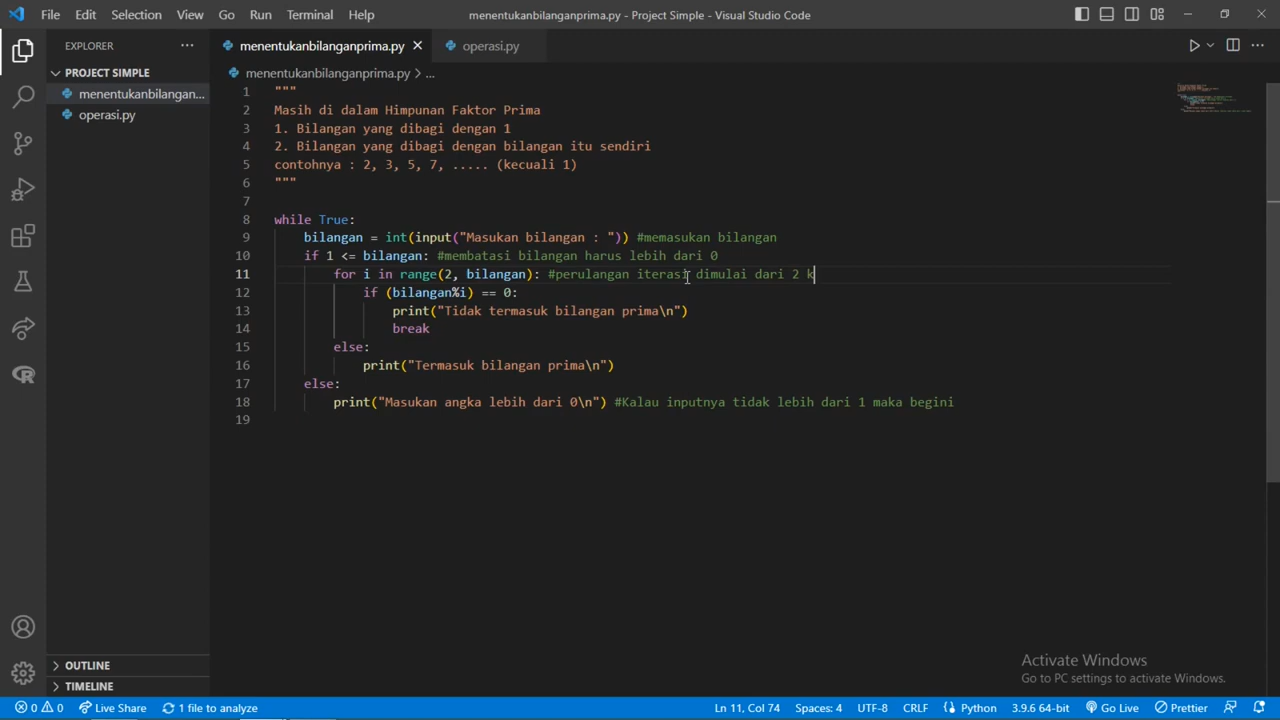 File Edit Selection View Go Run Terminal Help
menentukanbilanganprima.py - Project Simple - Visual Studio Code
EXPLORER
PROJECT SIMPLE
menentukanbilangan...
operasi.py
OUTLINE
TIMELINE
menentukanbilanganprima.py
operasi.py
menentukanbilanganprima.py > ...
1 """
2 Masih di dalam Himpunan Faktor Prima
3 1. Bilangan yang dibagi dengan 1
4 2. Bilangan yang dibagi dengan bilangan itu sendiri
5 contohnya : 2, 3, 5, 7, ..... (kecuali 1)
6 """
7
8 while True:
9 bilangan = int(input("Masukan bilangan : ")) #memasukan bilangan
10 if 1 <= bilangan: #membatasi bilangan harus lebih dari 0
11 for i in range(2, bilangan): #perulangan iterasi dimulai dari 2 k
12 if (bilangan%i) == 0:
13 print("Tidak termasuk bilangan prima\n")
14 break
15 else:
16 print("Termasuk bilangan prima\n")
17 else:
18 print("Masukan angka lebih dari 0\n") #Kalau inputnya tidak lebih dari 1 maka begini
19
Activate Windows
Go to PC settings to activate Windows.
0 0 Live Share 1 file to analyze
Ln 11, Col 74 Spaces: 4 UTF-8 CRLF Python 3.9.6 64-bit Go Live Prettier